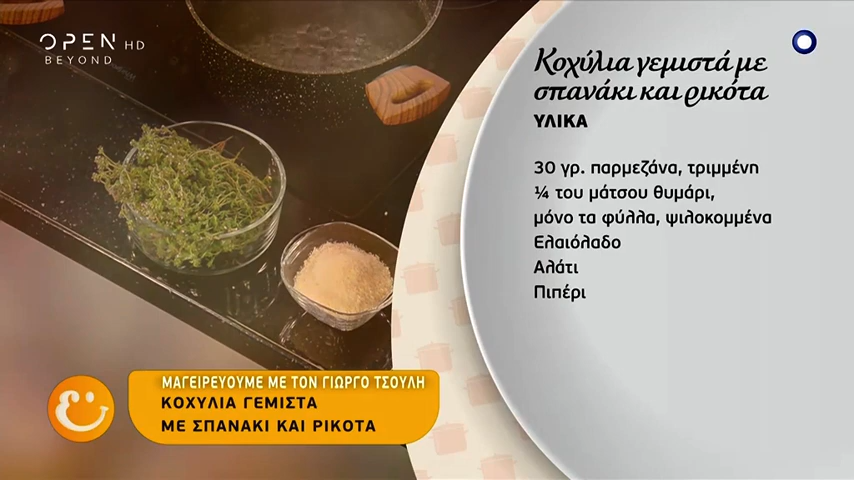 OPEN HD
BEYOND
Κοχύλια γεμιστά με
σπανάκι και ρικότα
ΥΛΙΚΑ
30 γρ. παρμεζάνα, τριμμένη
¼ του μάτσου θυμάρι,
μόνο τα φύλλα, ψιλοκομμένα
Ελαιόλαδο
Αλάτι
Πιπέρι
ΜΑΓΕΙΡΕΥΟΥΜΕ ΜΕ ΤΟΝ ΓΙΩΡΓΟ ΤΣΟΥΛΗ
ΚΟΧΥΛΙΑ ΓΕΜΙΣΤΑ
ΜΕ ΣΠΑΝΑΚΙ ΚΑΙ ΡΙΚΟΤΑ